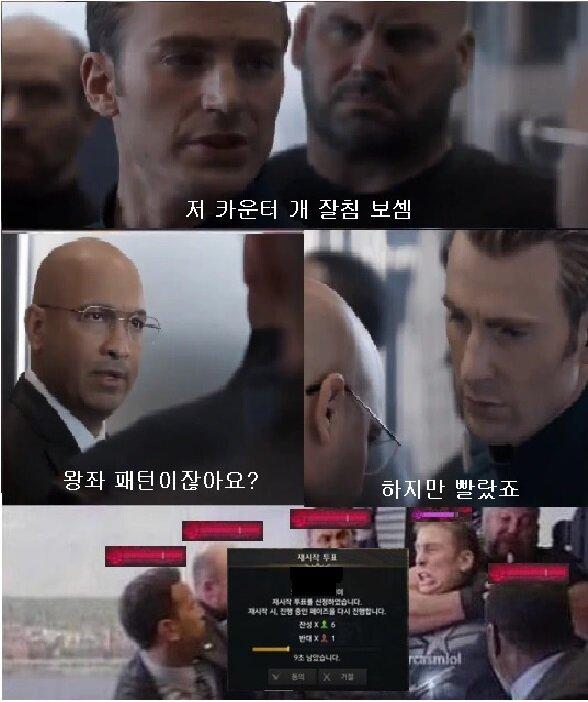 저 카운터 개 잘침 보셈
왕좌 패턴이잖아요?
하지만 빨랐죠
재시작 투표
이
재시작 투표를 신청하였습니다.
재시작 시, 진행 중인 페이즈를 다시 진행합니다.
찬성 X 6
반대 X 1
9초 남았습니다.
동의
거절
rcasmlol